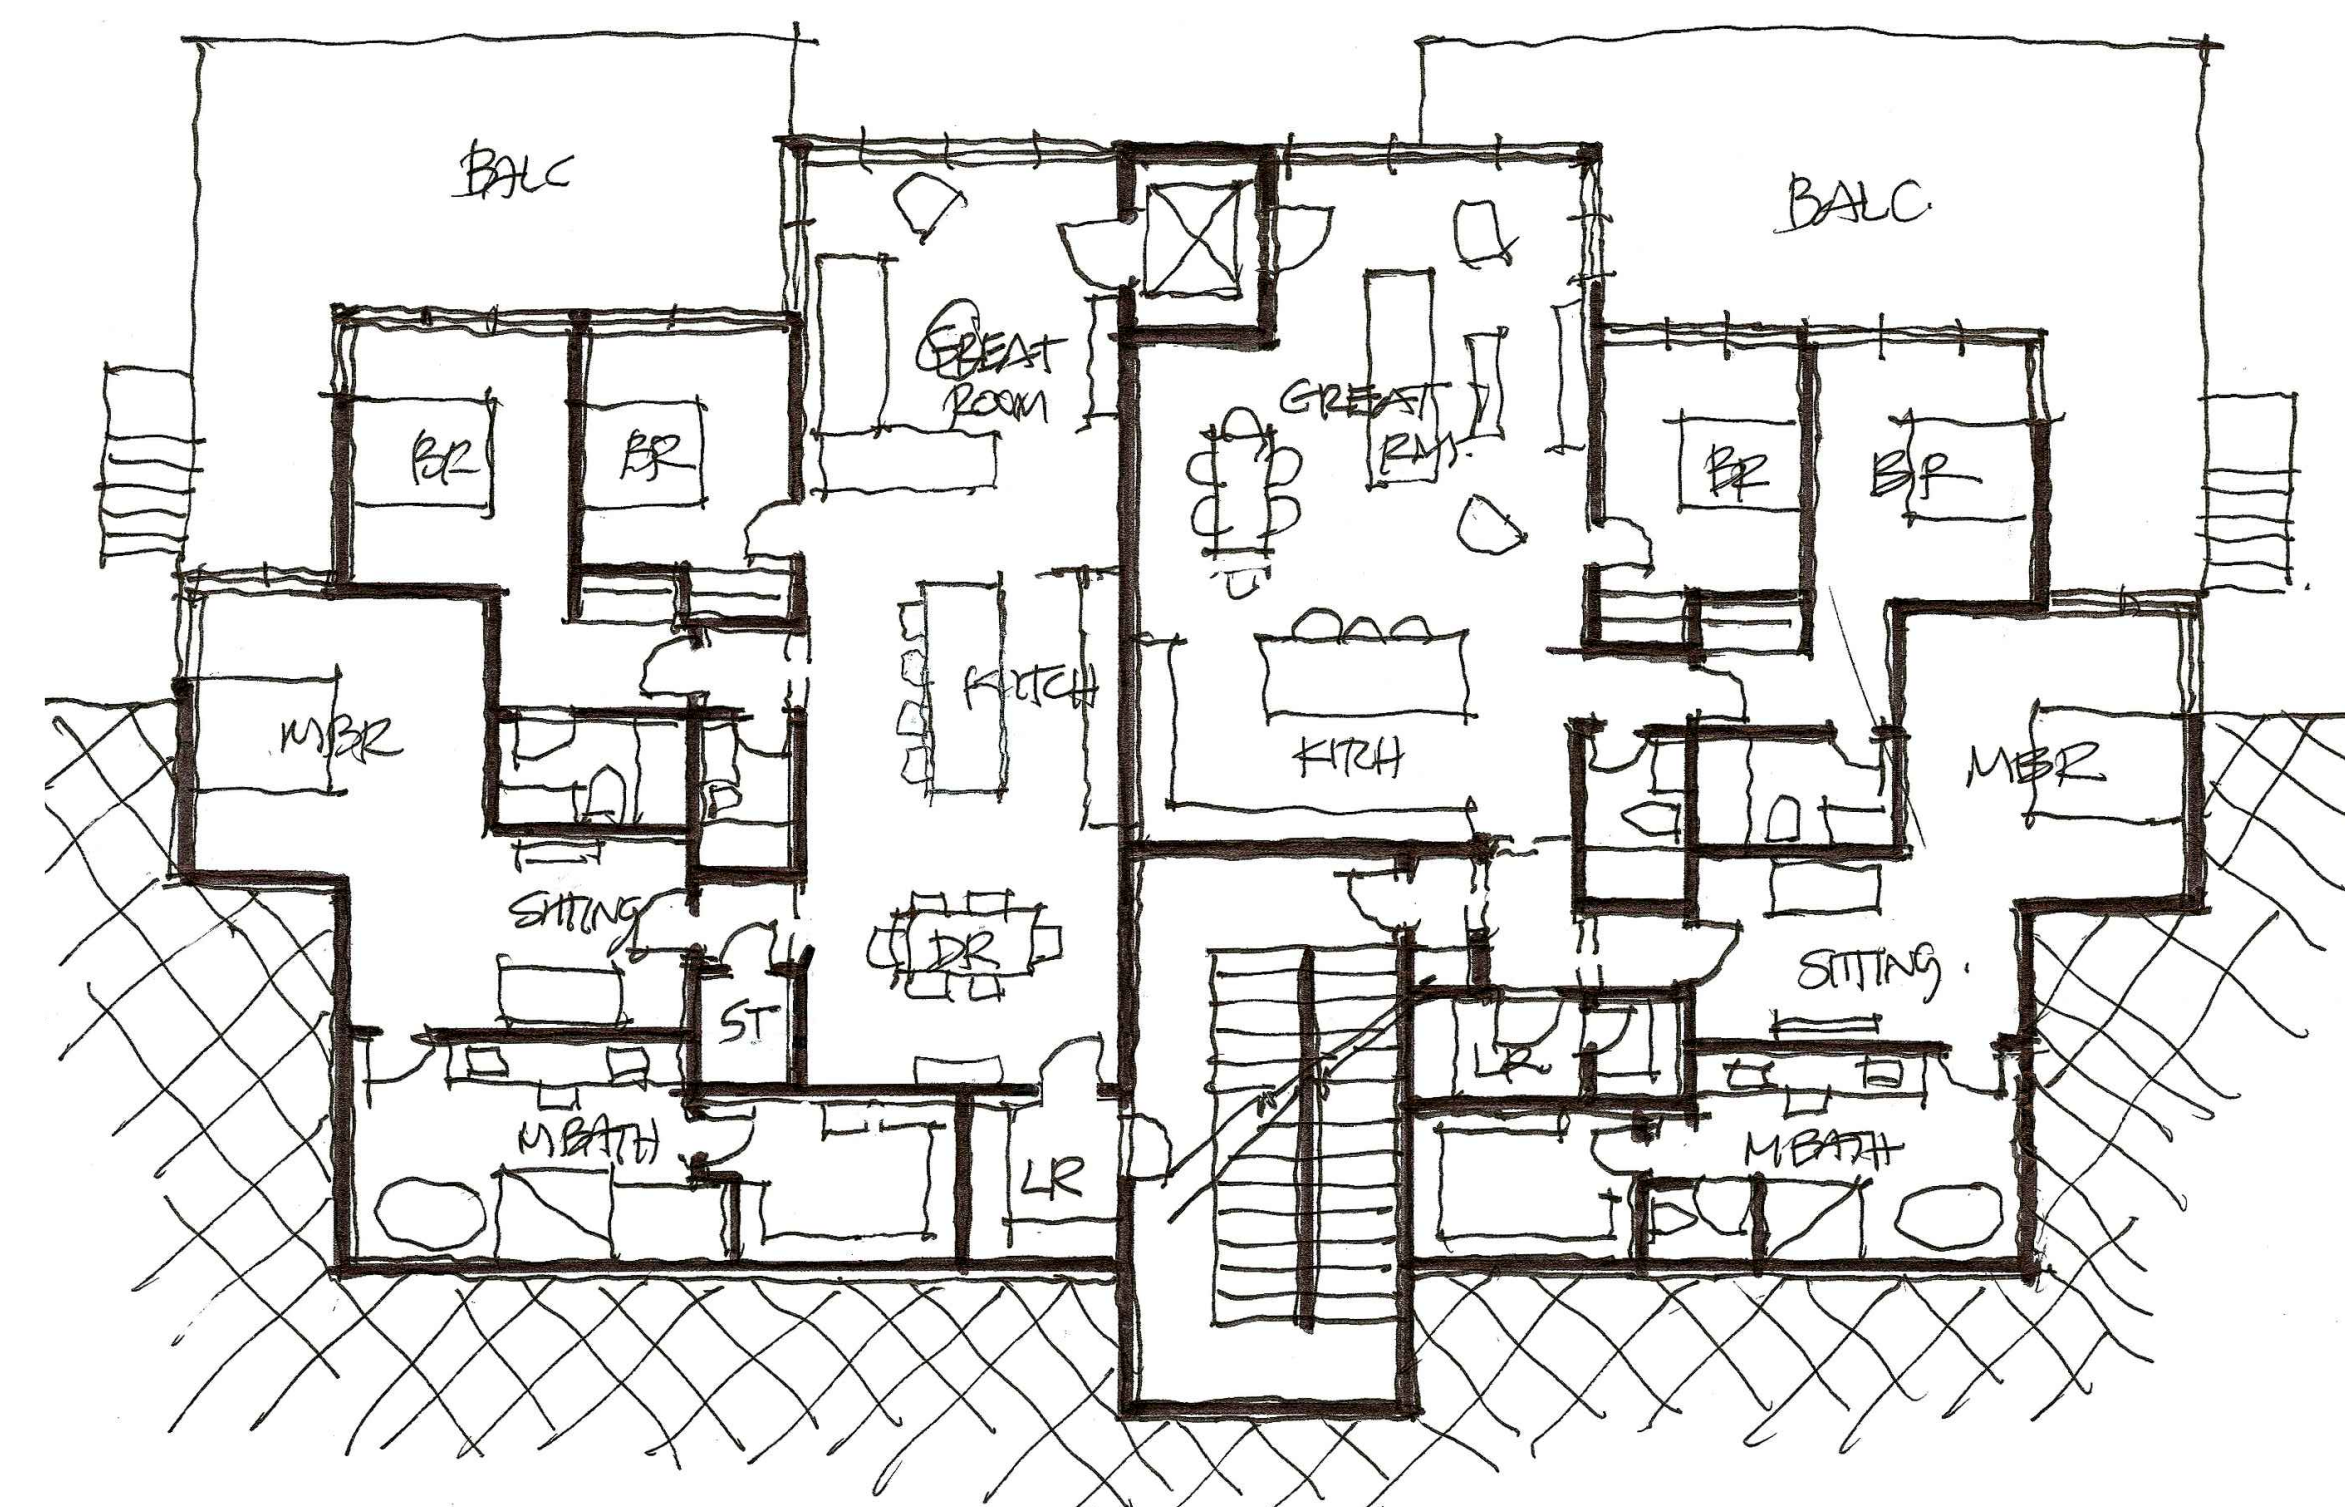 BALC
BALC.
GREAT
ROOM
GREAT
RM.
BR
BR
BR
BR
MBR
KITCH
KITCH
MBR
SITTING
DR
SITTING.
ST
LR.
MBATH
LR
MBATH